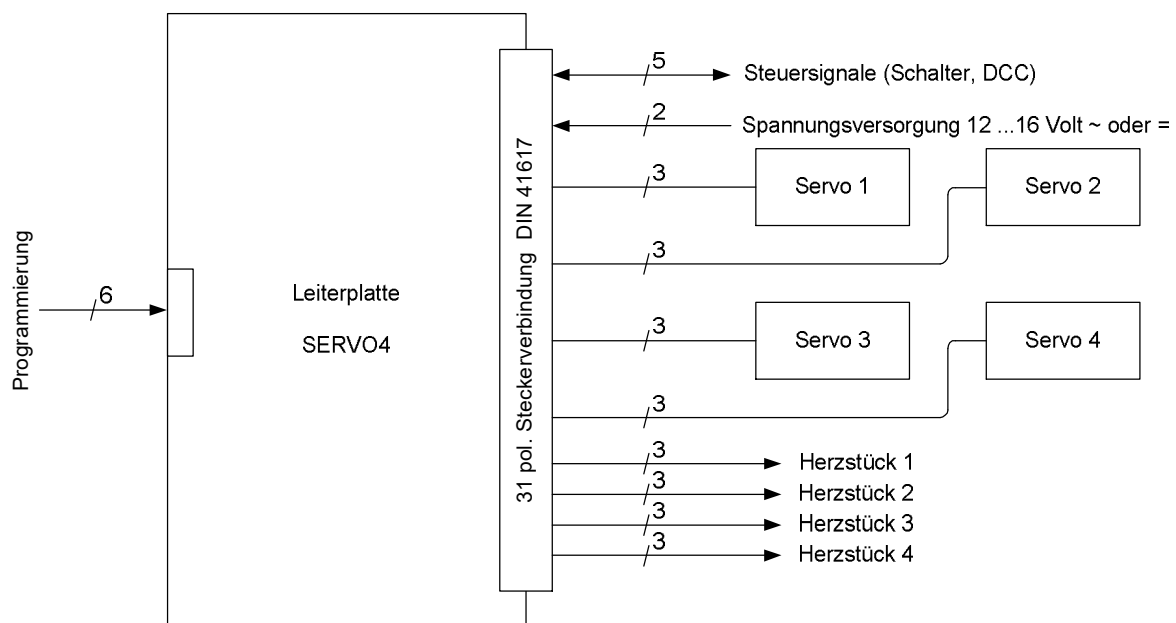 5
Steuersignale (Schalter, DCC)
2
Spannungsversorgung 12 ...16 Volt ~ oder =
3
Servo 1
Servo 2
3
Programmierung
6
Leiterplatte
SERVO4
31 pol. Steckerverbindung DIN 41617
3
Servo 3
Servo 4
3
3
Herzstück 1
3
Herzstück 2
3
Herzstück 3
3
Herzstück 4